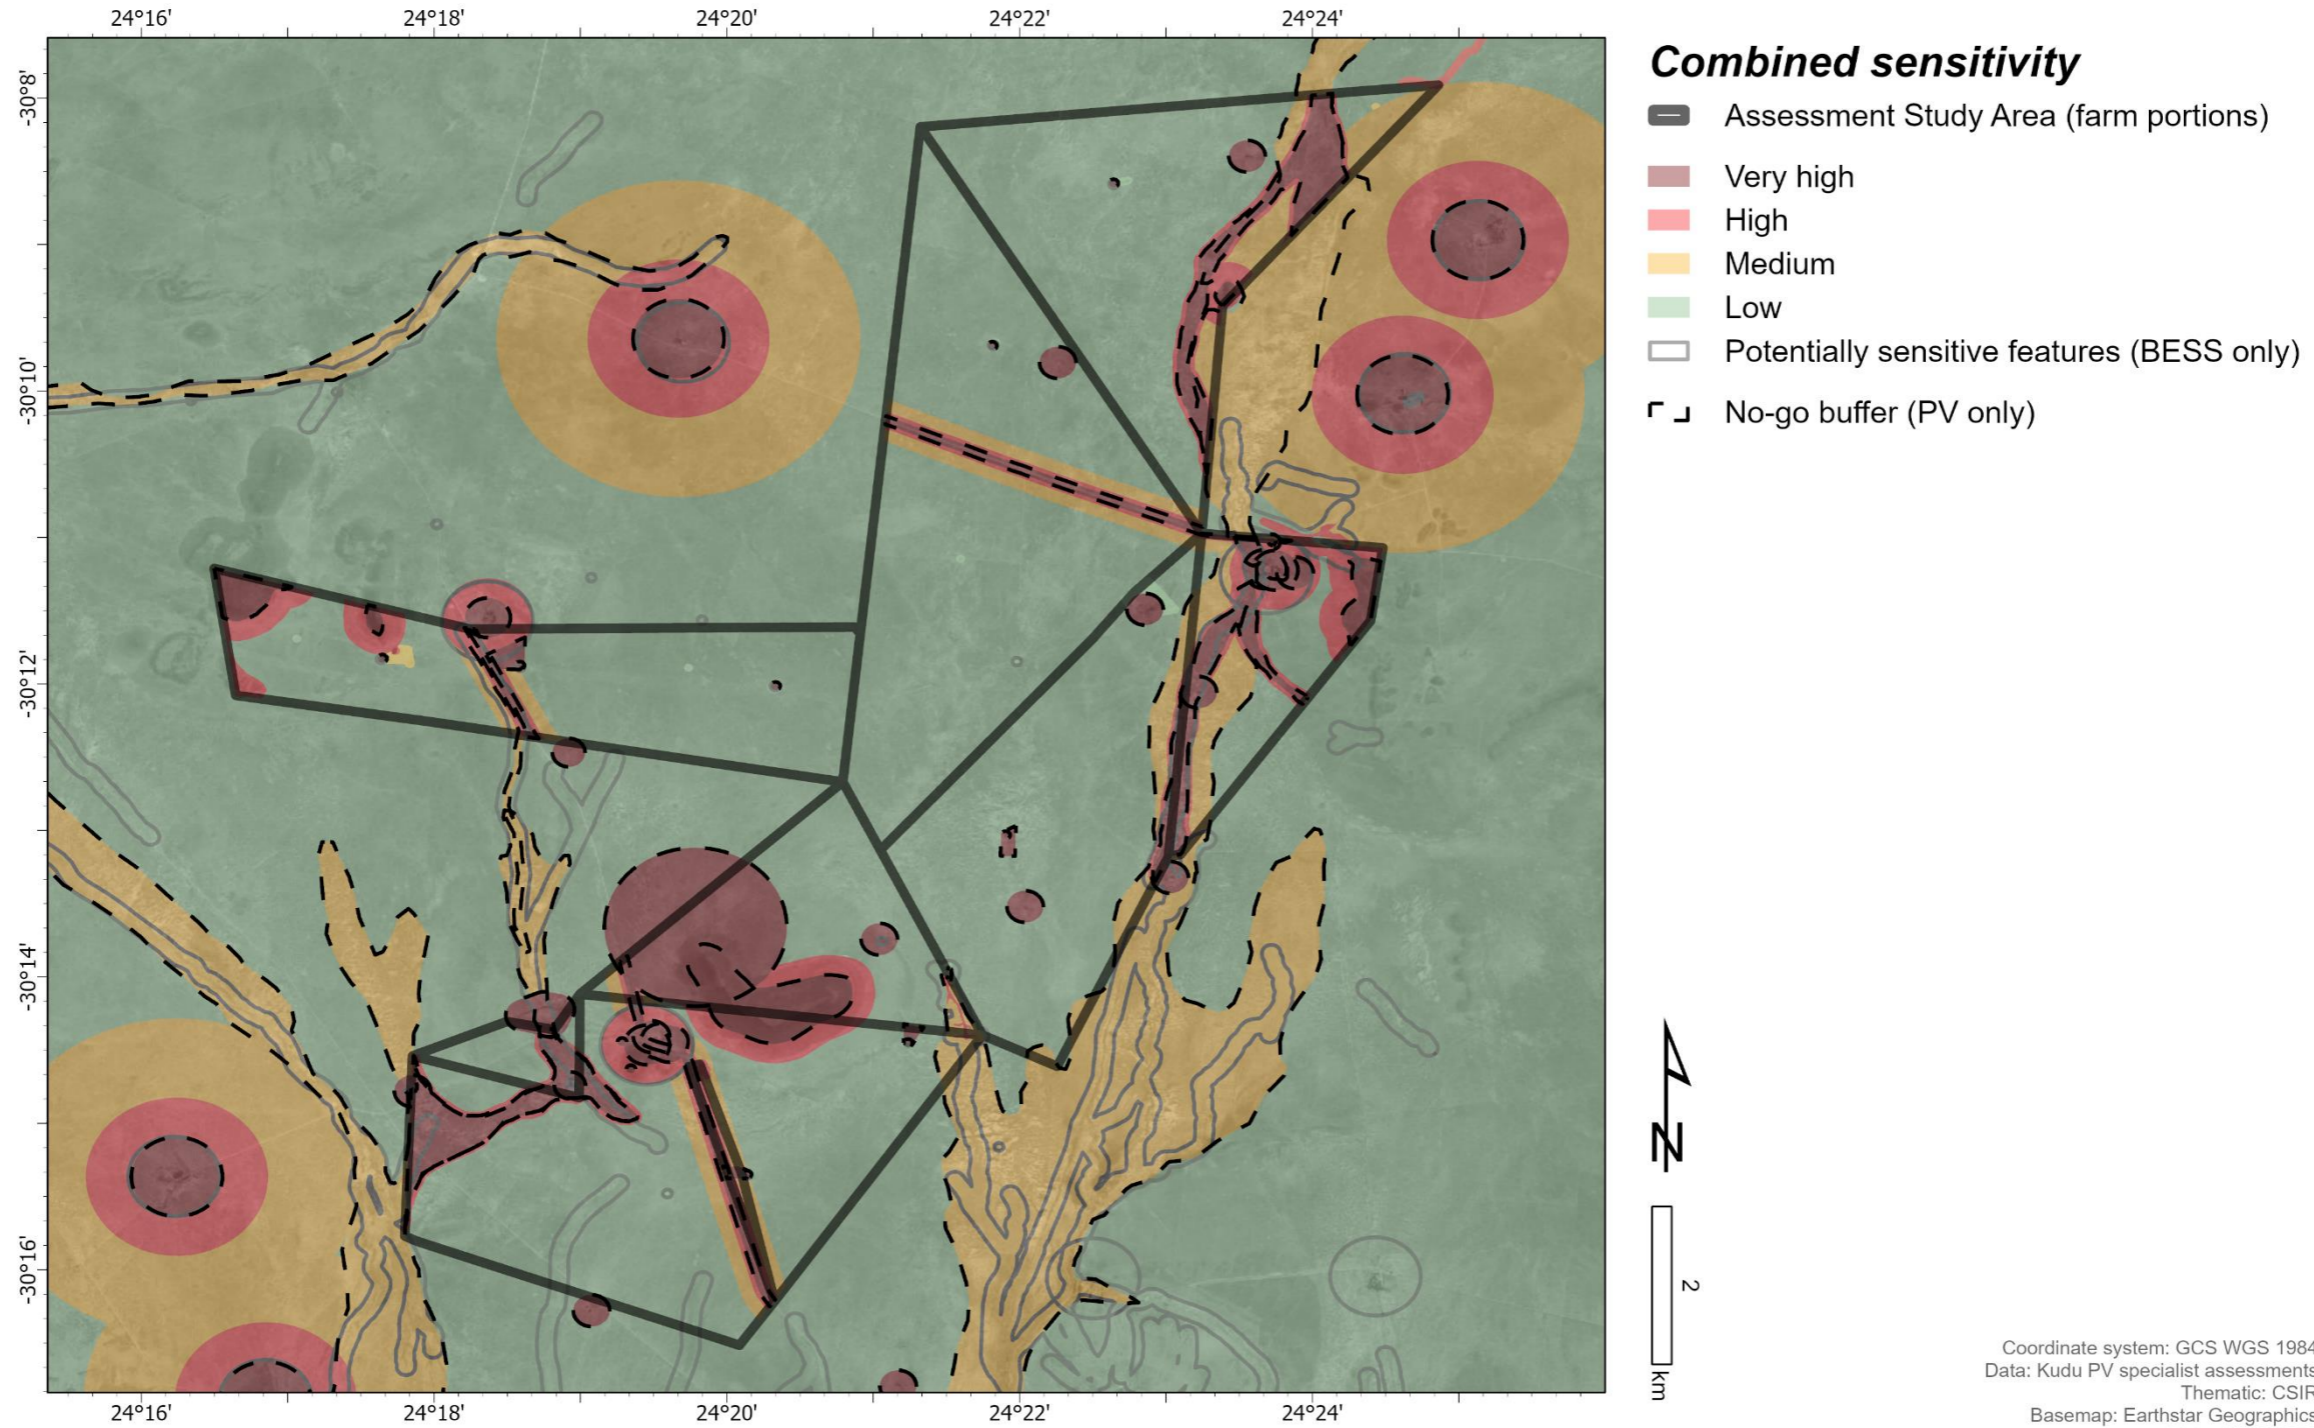 24°16' 24°18' 24°20' 24°22' 24°24'
-30°8'
-30°10'
-30°12'
-30°14'
-30°16'
24°16' 24°18' 24°20' 24°22' 24°24'
Combined sensitivity
Assessment Study Area (farm portions)
Very high
High
Medium
Low
Potentially sensitive features (BESS only)
No-go buffer (PV only)
N
2
km
Coordinate system: GCS WGS 1984
Data: Kudu PV specialist assessments
Thematic: CSIR
Basemap: Earthstar Geographics